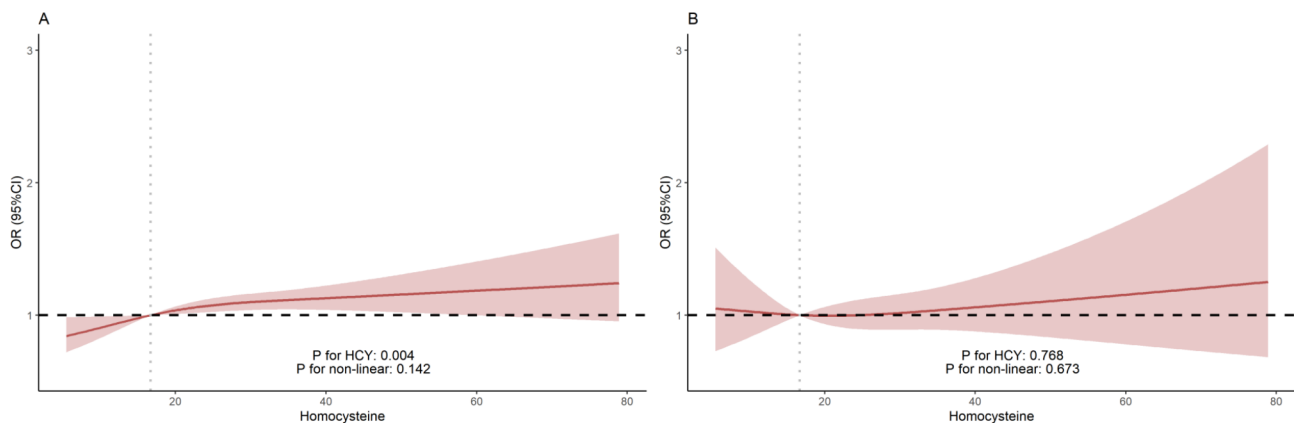 A
3
2
1
OR (95%CI)
P for HCY: 0.004
P for non-linear: 0.142
20
40
60
80
Homocysteine
B
3
2
1
OR (95%CI)
P for HCY: 0.768
P for non-linear: 0.673
20
40
60
80
Homocysteine